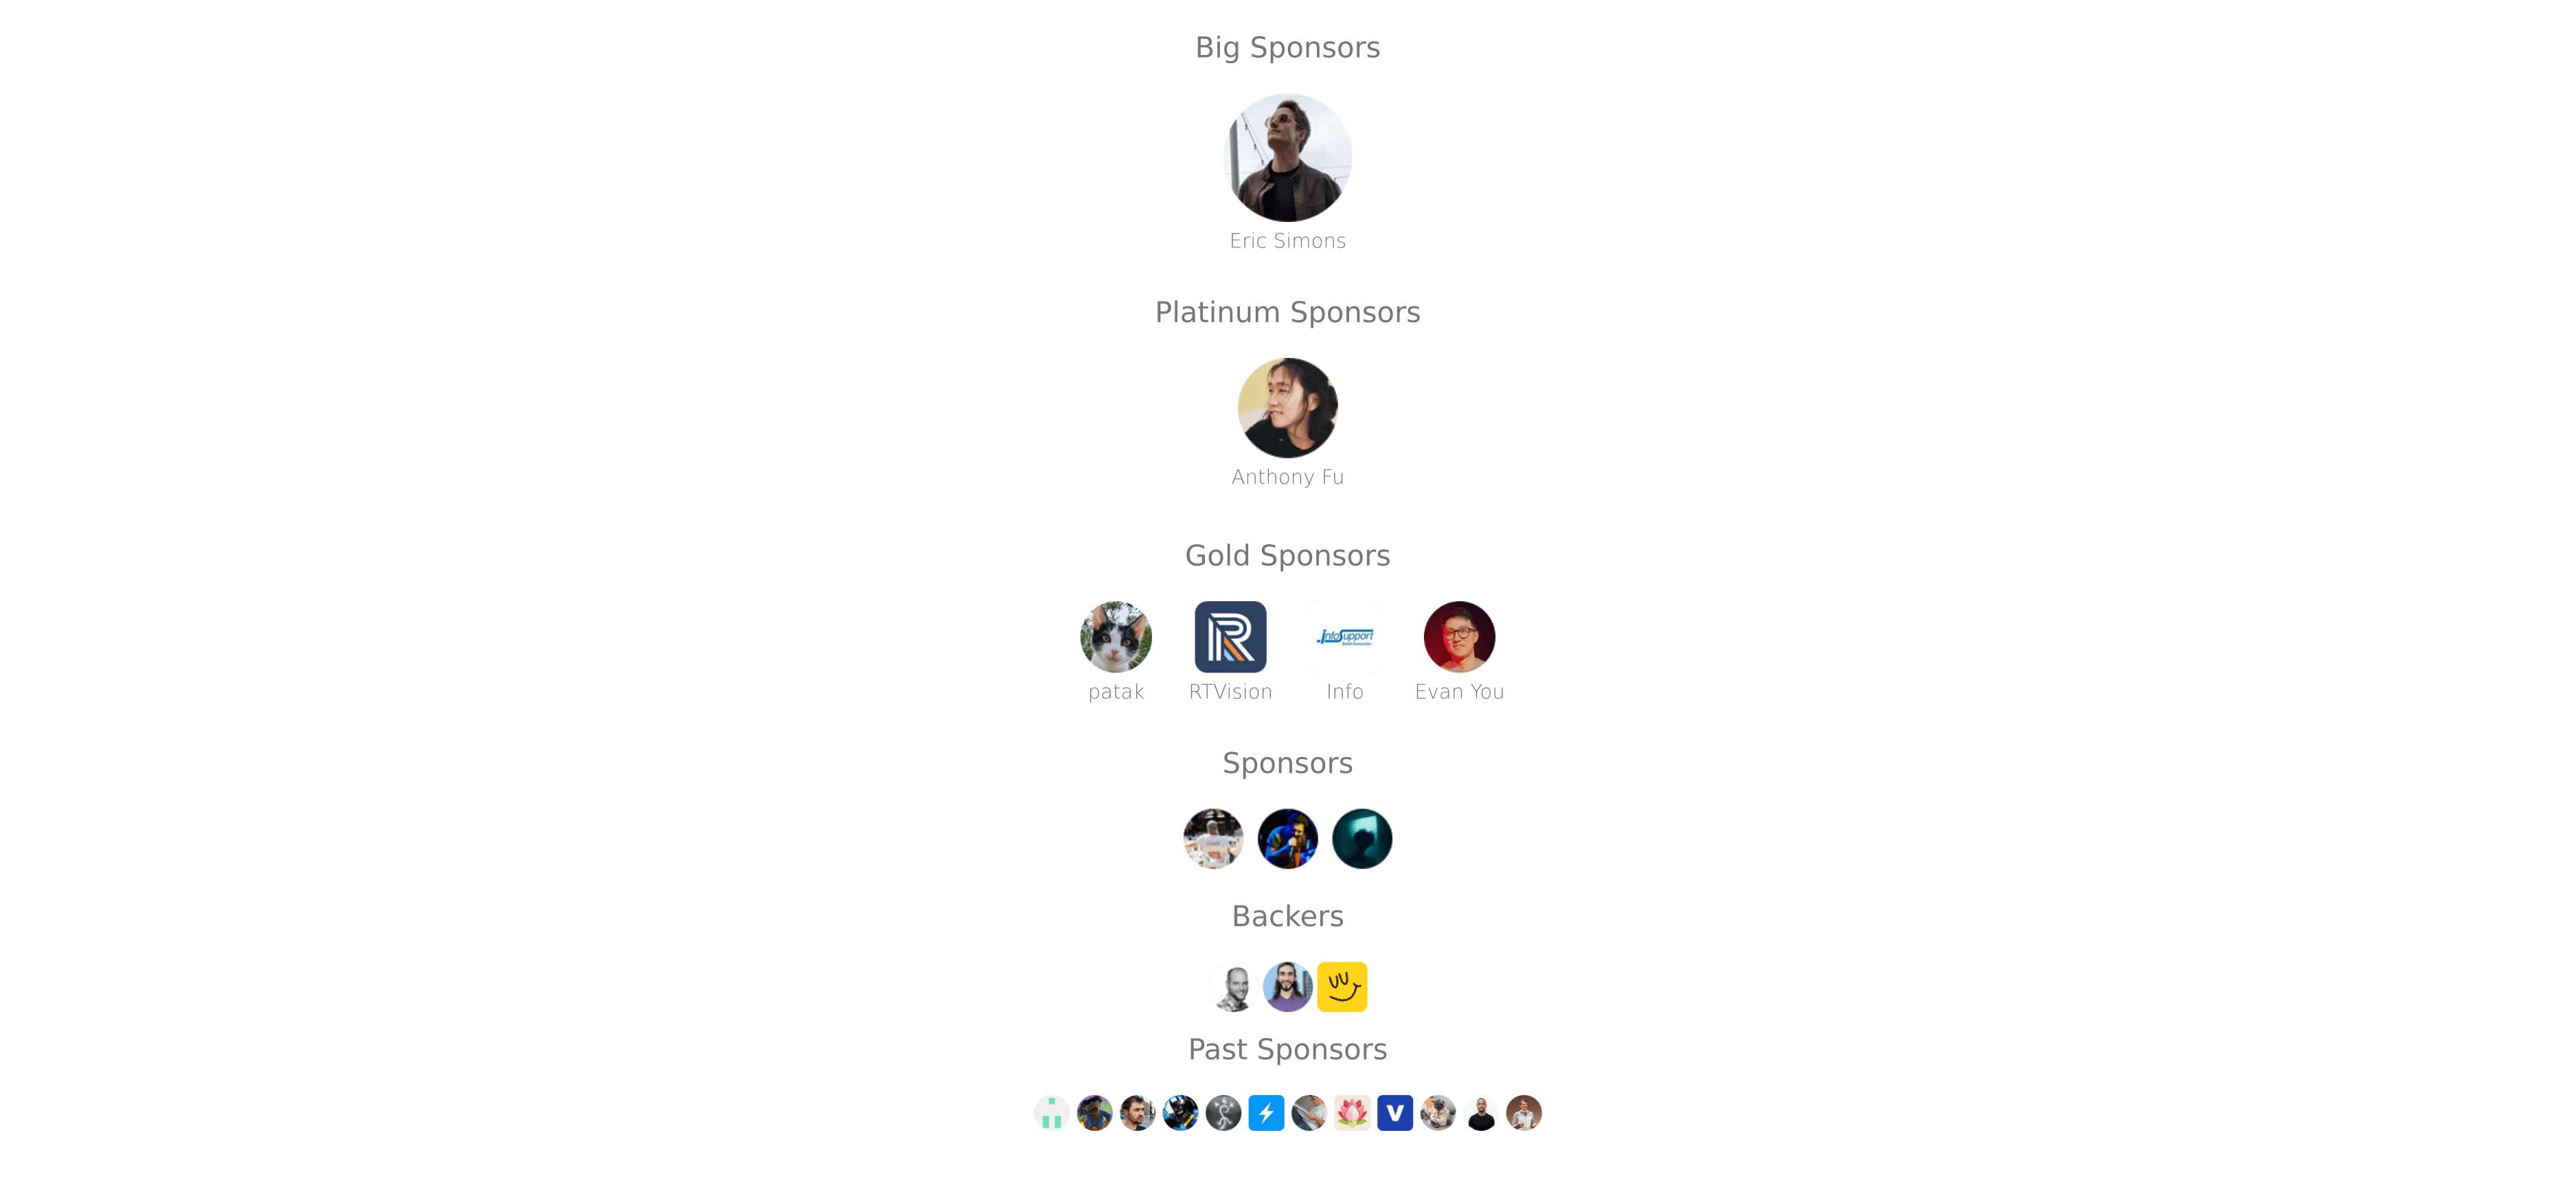 Big Sponsors
Eric Simons
Platinum Sponsors
Anthony Fu
Gold Sponsors
InfoSupport
patak RTVision Info Evan You
Sponsors
Backers
Past Sponsors
V